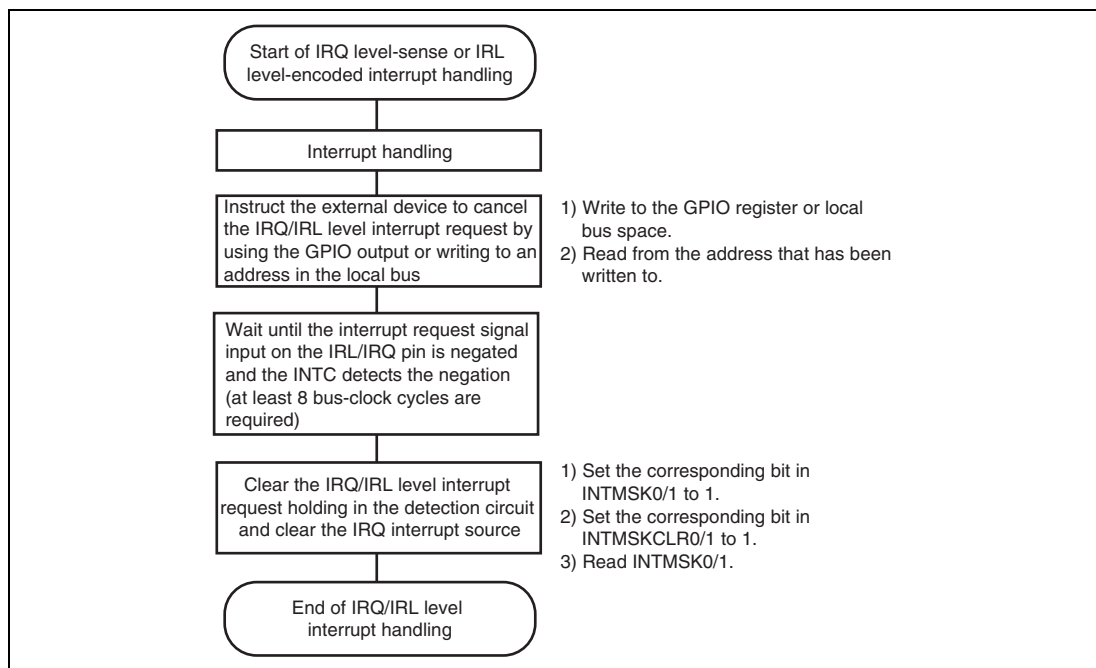 Start of IRQ level-sense or IRL
level-encoded interrupt handling
Interrupt handling
Instruct the external device to cancel
the IRQ/IRL level interrupt request by
using the GPIO output or writing to an
address in the local bus
1) Write to the GPIO register or local
bus space.
2) Read from the address that has been
written to.
Wait until the interrupt request signal
input on the IRL/IRQ pin is negated
and the INTC detects the negation
(at least 8 bus-clock cycles are
required)
Clear the IRQ/IRL level interrupt
request holding in the detection circuit
and clear the IRQ interrupt source
1) Set the corresponding bit in
INTMSK0/1 to 1.
2) Set the corresponding bit in
INTMSKCLR0/1 to 1.
3) Read INTMSK0/1.
End of IRQ/IRL level
interrupt handling